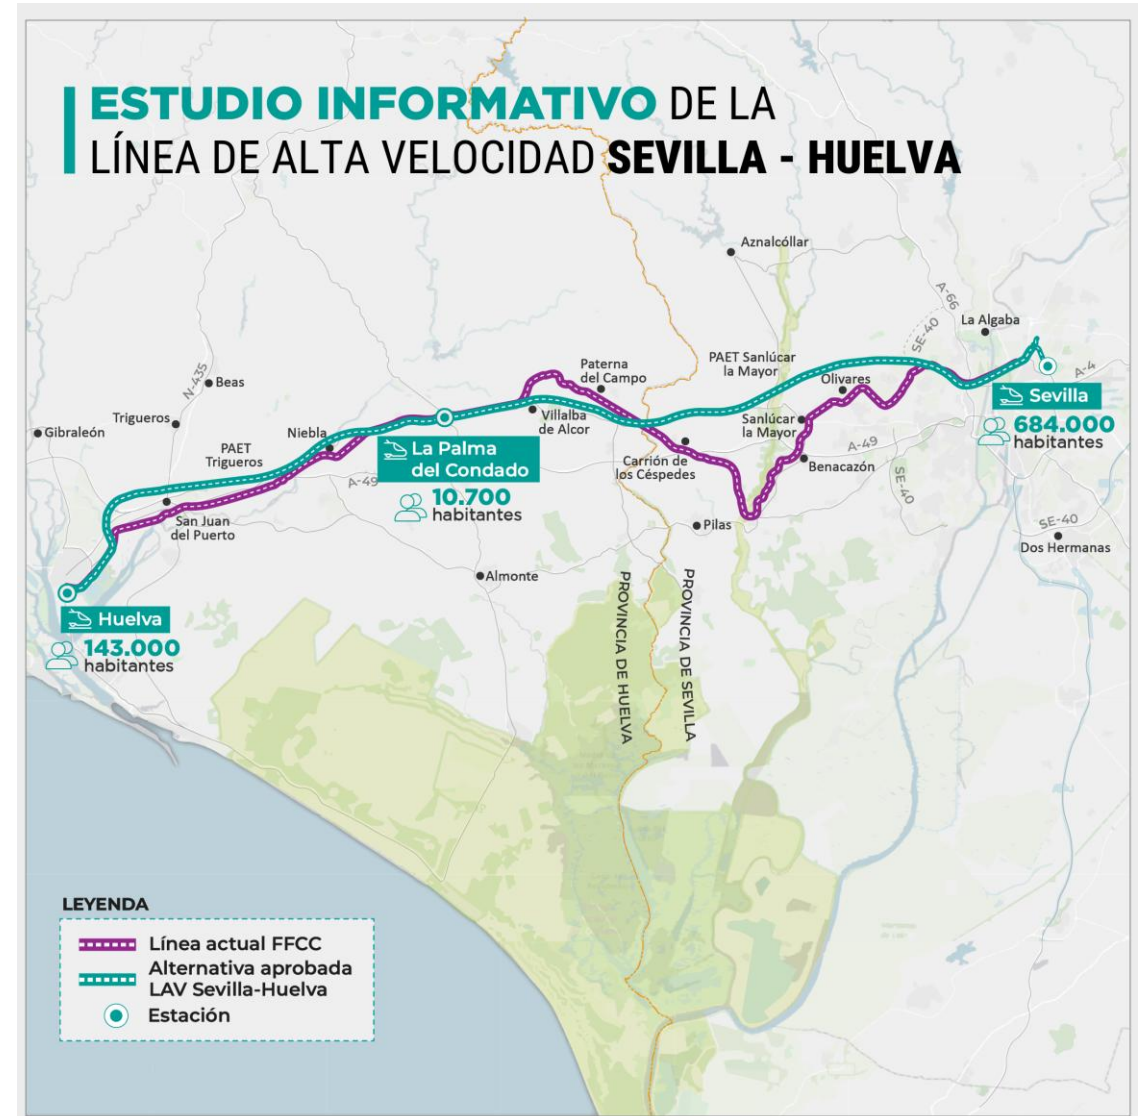 ESTUDIO INFORMATIVO DE LA
LÍNEA DE ALTA VELOCIDAD SEVILLA - HUELVA
Aznalcóllar
A-66
SE-40
La Algaba
A-4
PAET Sanlúcar
la Mayor
Olivares
Sevilla
684.000
habitantes
Paterna
del Campo
N-435
Beas
Trigueros
Gibraleón
PAET
Trigueros
Niebla
Villalba
de Alcor
Sanlúcar
la Mayor
A-49
Benacazón
SE-40
La Palma
del Condado
10.700
habitantes
A-49
Carrión de
los Céspedes
San Juan
del Puerto
Pilas
SE-40
Dos Hermanas
Almonte
Huelva
143.000
habitantes
PROVINCIA DE HUELVA
PROVINCIA DE SEVILLA
LEYENDA
Línea actual FFCC
Alternativa aprobada
LAV Sevilla-Huelva
Estación